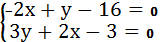 -2x + y - 16 = 0
3y + 2x - 3 = 0